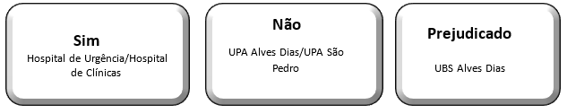 Sim
Hospital de Urgência/Hospital
de Clínicas
Não
UPA Alves Dias/UPA São
Pedro
Prejudicado
UBS Alves Dias